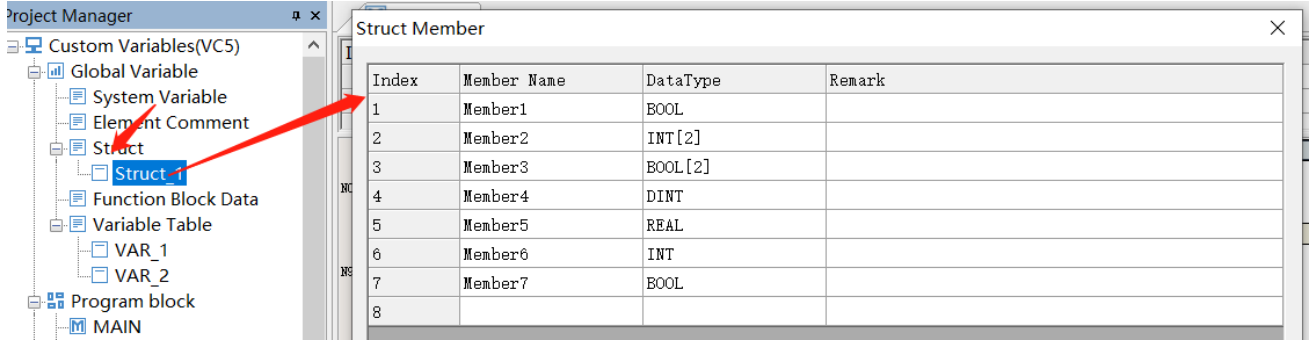 Project Manager
Custom Variables(VC5)
Global Variable
System Variable
Element Comment
Struct
Struct_1
Function Block Data
Variable Table
VAR_1
VAR_2
Program block
MAIN
Struct Member
Index Member Name DataType Remark
1 Member1 BOOL
2 Member2 INT[2]
3 Member3 BOOL[2]
4 Member4 DINT
5 Member5 REAL
6 Member6 INT
7 Member7 BOOL
8